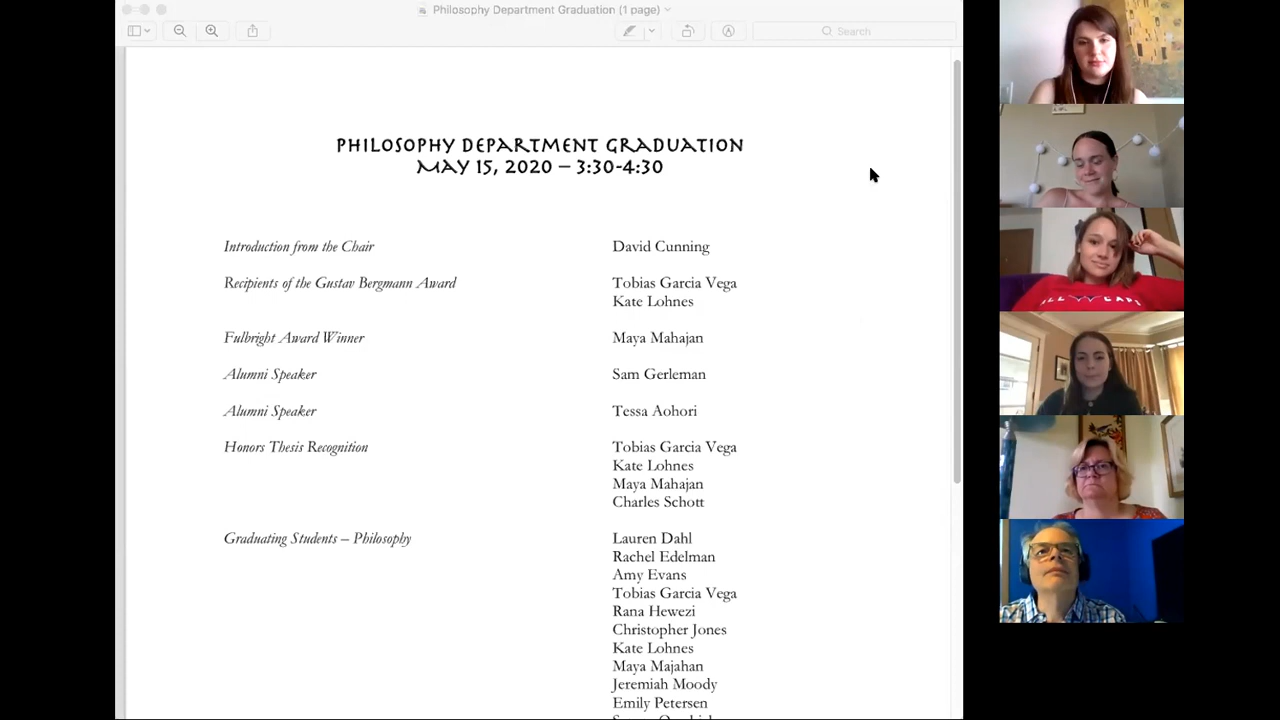 Philosophy Department Graduation (1 page)
Search
PHILOSOPHY DEPARTMENT GRADUATION
MAY 15, 2020 – 3:30-4:30
Introduction from the Chair David Cunning
Recipients of the Gustav Bergmann Award Tobias Garcia Vega
Kate Lohnes
Fulbright Award Winner Maya Mahajan
Alumni Speaker Sam Gerleman
Alumni Speaker Tessa Aohori
Honors Thesis Recognition Tobias Garcia Vega
Kate Lohnes
Maya Mahajan
Charles Schott
Graduating Students – Philosophy Lauren Dahl
Rachel Edelman
Amy Evans
Tobias Garcia Vega
Rana Hewezi
Christopher Jones
Kate Lohnes
Maya Majahan
Jeremiah Moody
Emily Petersen